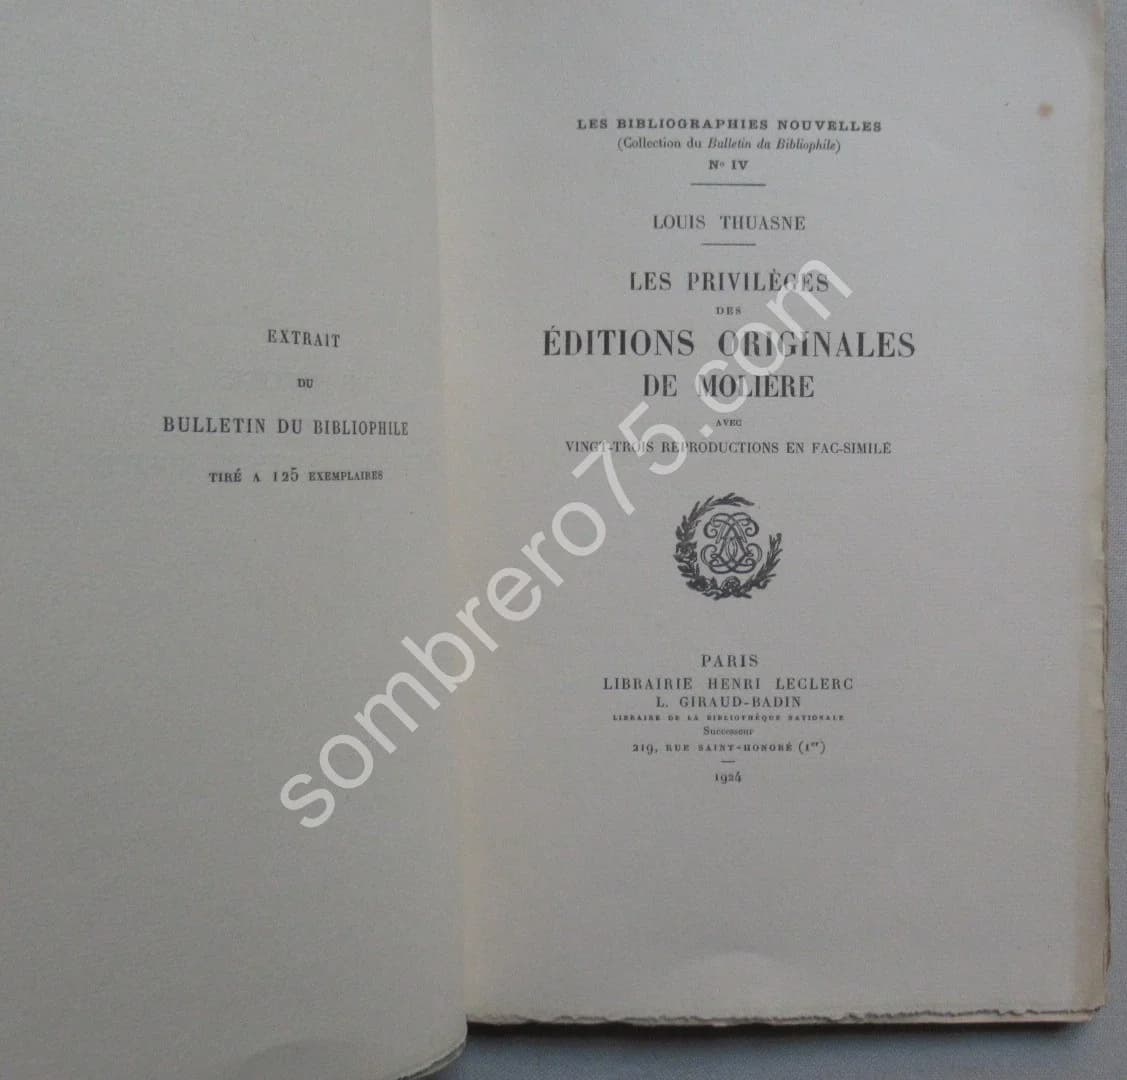 EXTRAIT
DU
BULLETIN DU BIBLIOPHILE
TIRÉ A 125 EXEMPLAIRES
LES BIBLIOGRAPHIES NOUVELLES
(Collection du Bulletin du Bibliophile)
No IV
LOUIS THUASNE
LES PRIVILÈGES
DES
ÉDITIONS ORIGINALES
DE MOLIÈRE
AVEC
VINGT-TROIS REPRODUCTIONS EN FAC-SIMILÉ
PARIS
LIBRAIRIE HENRI LECLERC
L. GIRAUD-BADIN
LIBRAIRE DE LA BIBLIOTHÈQUE NATIONALE
Successeur
219, RUE SAINT-HONORÉ (1er)
1924
sombrero75.com